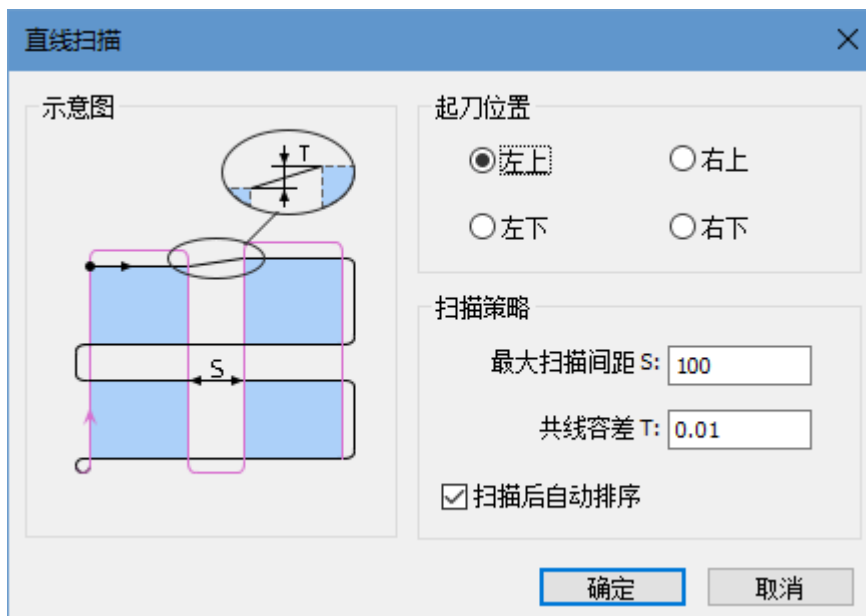 直线扫描
示意图
T
S
起刀位置
左上
右上
左下
右下
扫描策略
最大扫描间距 S: 100
共线容差 T: 0.01
扫描后自动排序
确定
取消